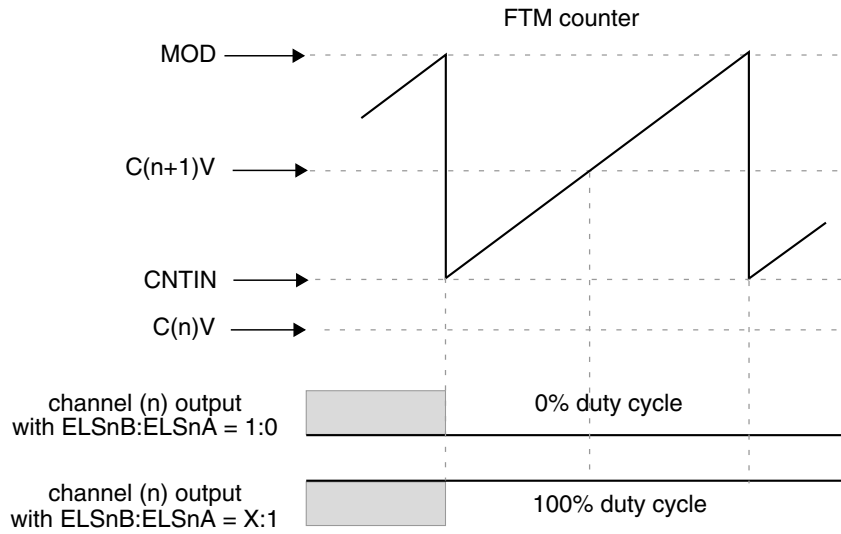 FTM counter
MOD
C(n+1)V
CNTIN
C(n)V
channel (n) output
with ELSnB:ELSnA = 1:0
0% duty cycle
channel (n) output
with ELSnB:ELSnA = X:1
100% duty cycle